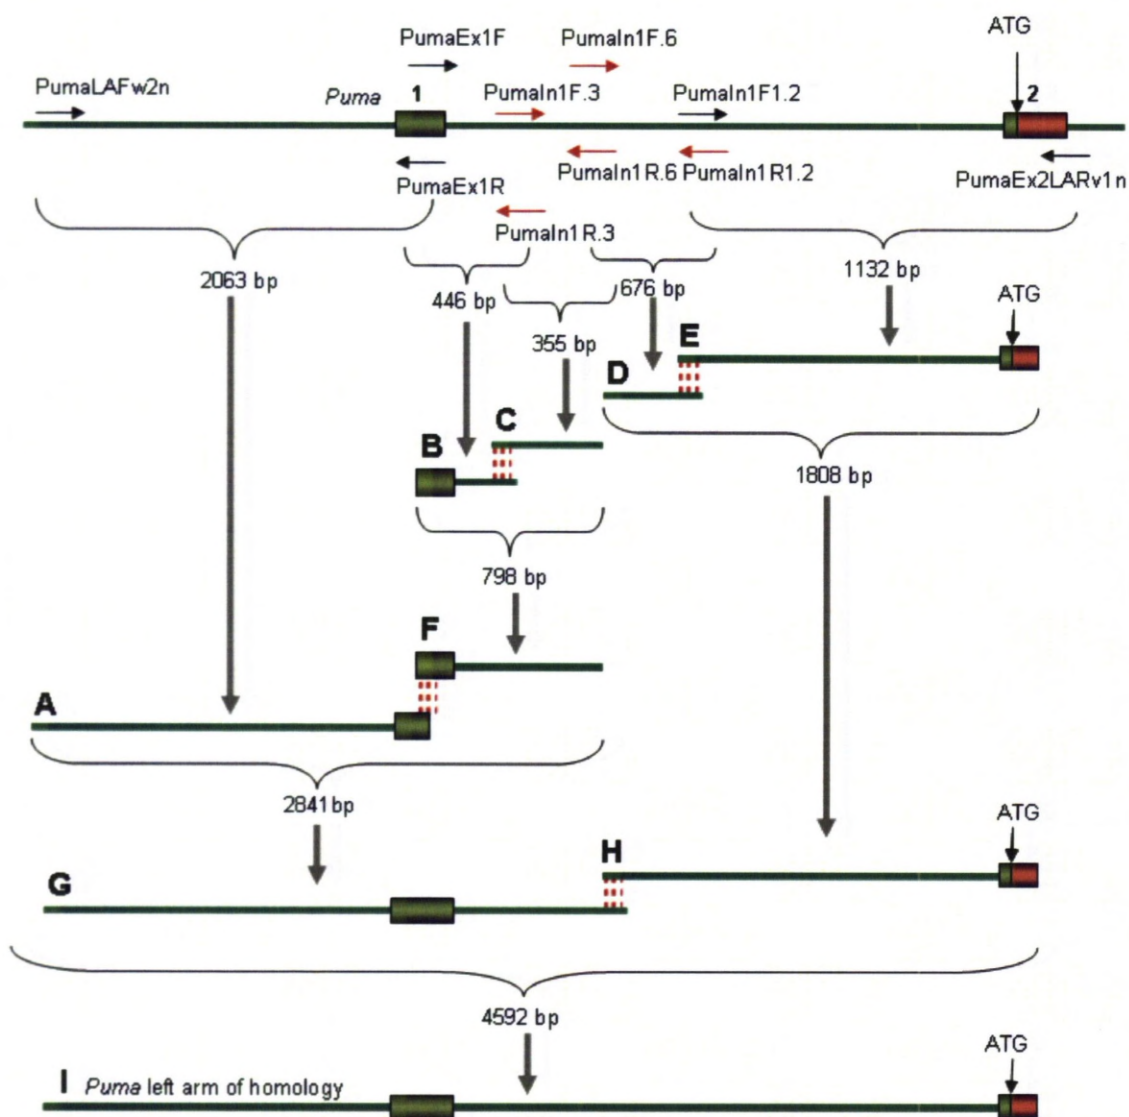 ATG
PumaEx1F PumaIn1F.6
PumaLAFw2n
Puma 1 PumaIn1F.3 PumaIn1F1.2 2
PumaIn1R.6 PumaIn1R1.2
PumaEx1R PumaEx2LARv1n
PumaIn1R.3
2063 bp 446 bp 676 bp 1132 bp
ATG
355 bp
E
D
C
B
1808 bp
798 bp
F
A
2841 bp
ATG
H
G
4592 bp
ATG
I Puma left arm of homology